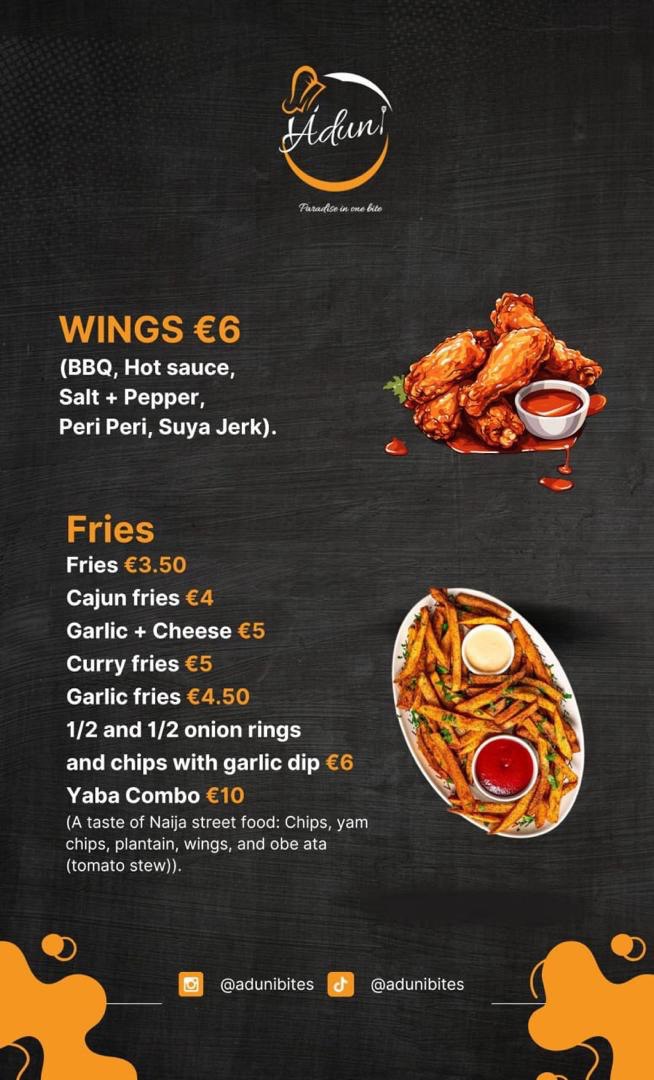 Aduni
Paradise in one bite
WINGS €6
(BBQ, Hot sauce,
Salt + Pepper,
Peri Peri, Suya Jerk).
Fries
Fries €3.50
Cajun fries €4
Garlic + Cheese €5
Curry fries €5
Garlic fries €4.50
1/2 and 1/2 onion rings
and chips with garlic dip €6
Yaba Combo €10
(A taste of Naija street food: Chips, yam
chips, plantain, wings, and obe ata
(tomato stew)).
@adunibites @adunibites